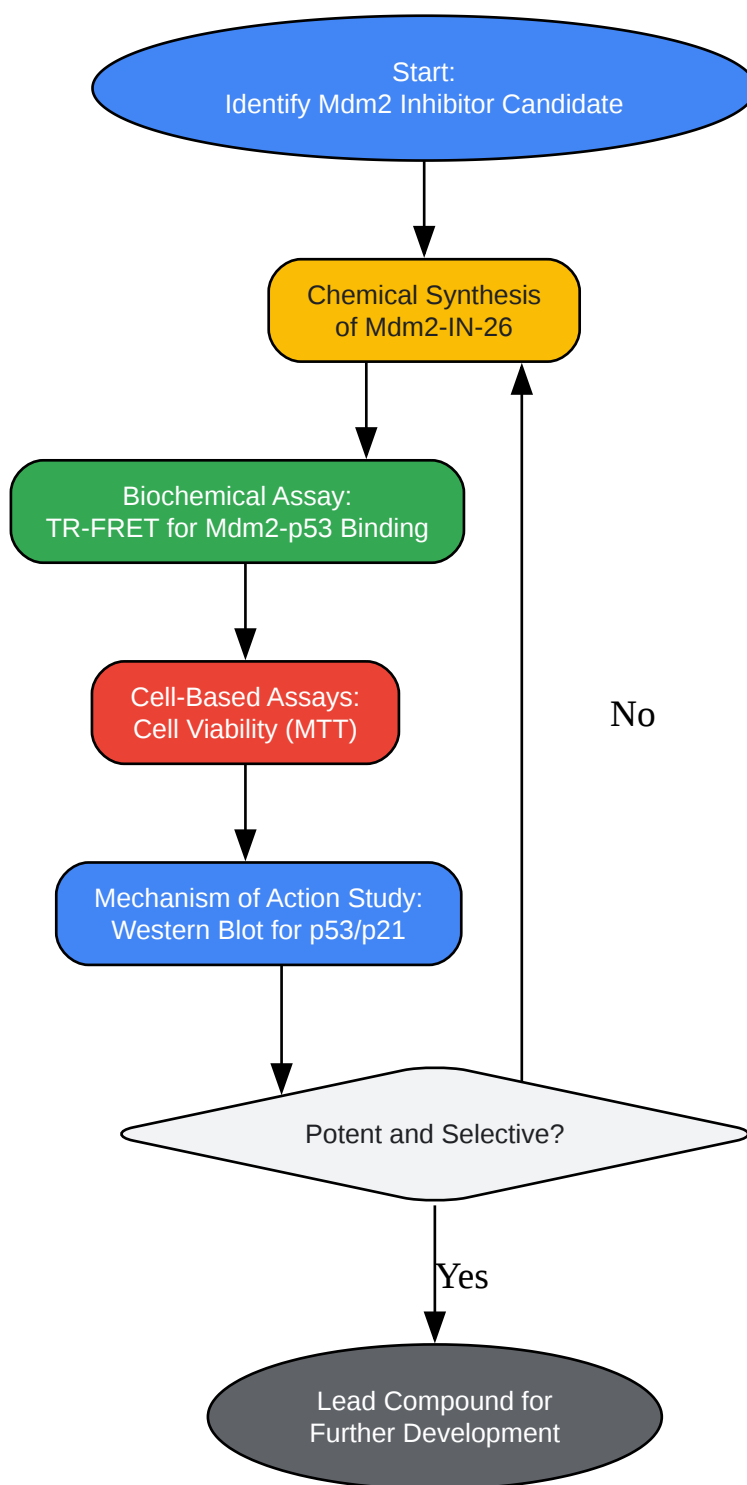 Start:
Identify Mdm2 Inhibitor Candidate
Chemical Synthesis
of Mdm2-IN-26
Biochemical Assay:
TR-FRET for Mdm2-p53 Binding
Cell-Based Assays:
Cell Viability (MTT)
No
Mechanism of Action Study:
Western Blot for p53/p21
Potent and Selective?
Yes
Lead Compound for
Further Development